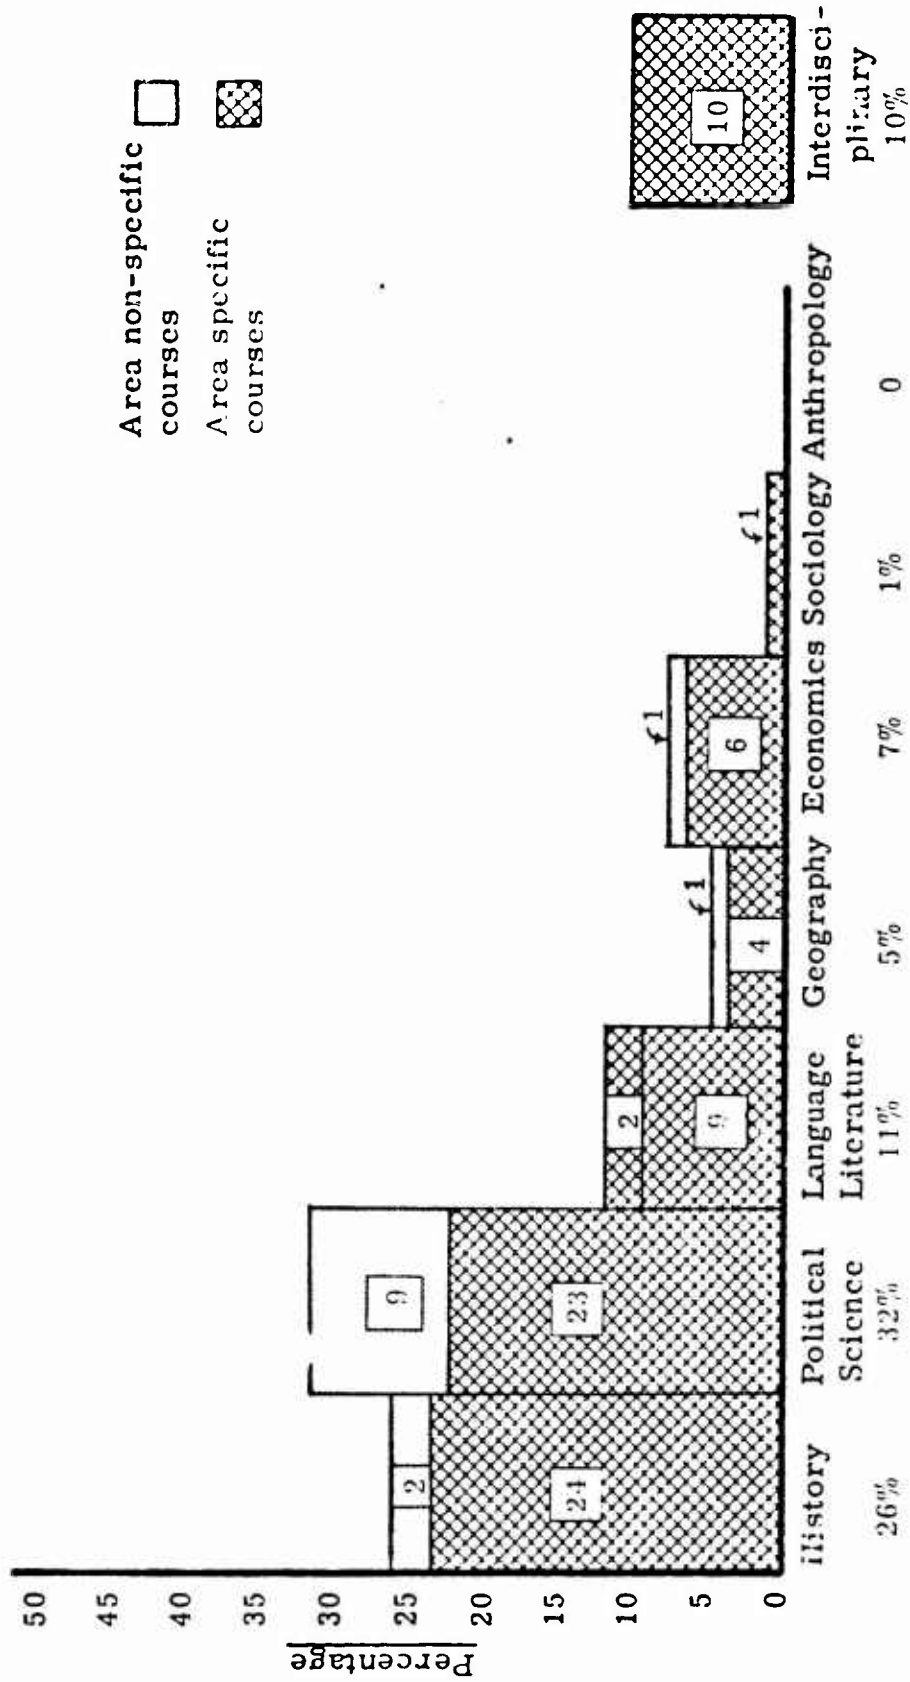 Area non-specific
courses
Area specific
courses
Percentage
50
45
40
35
30
25
20
15
10
5
0
2
24
9
23
2
9
1
4
1
6
1
10
History
26%
Political
Science
32%
Language
Literature
11%
Geography
5%
Economics
7%
Sociology
1%
Anthropology
0
Interdisci-
plinary
10%